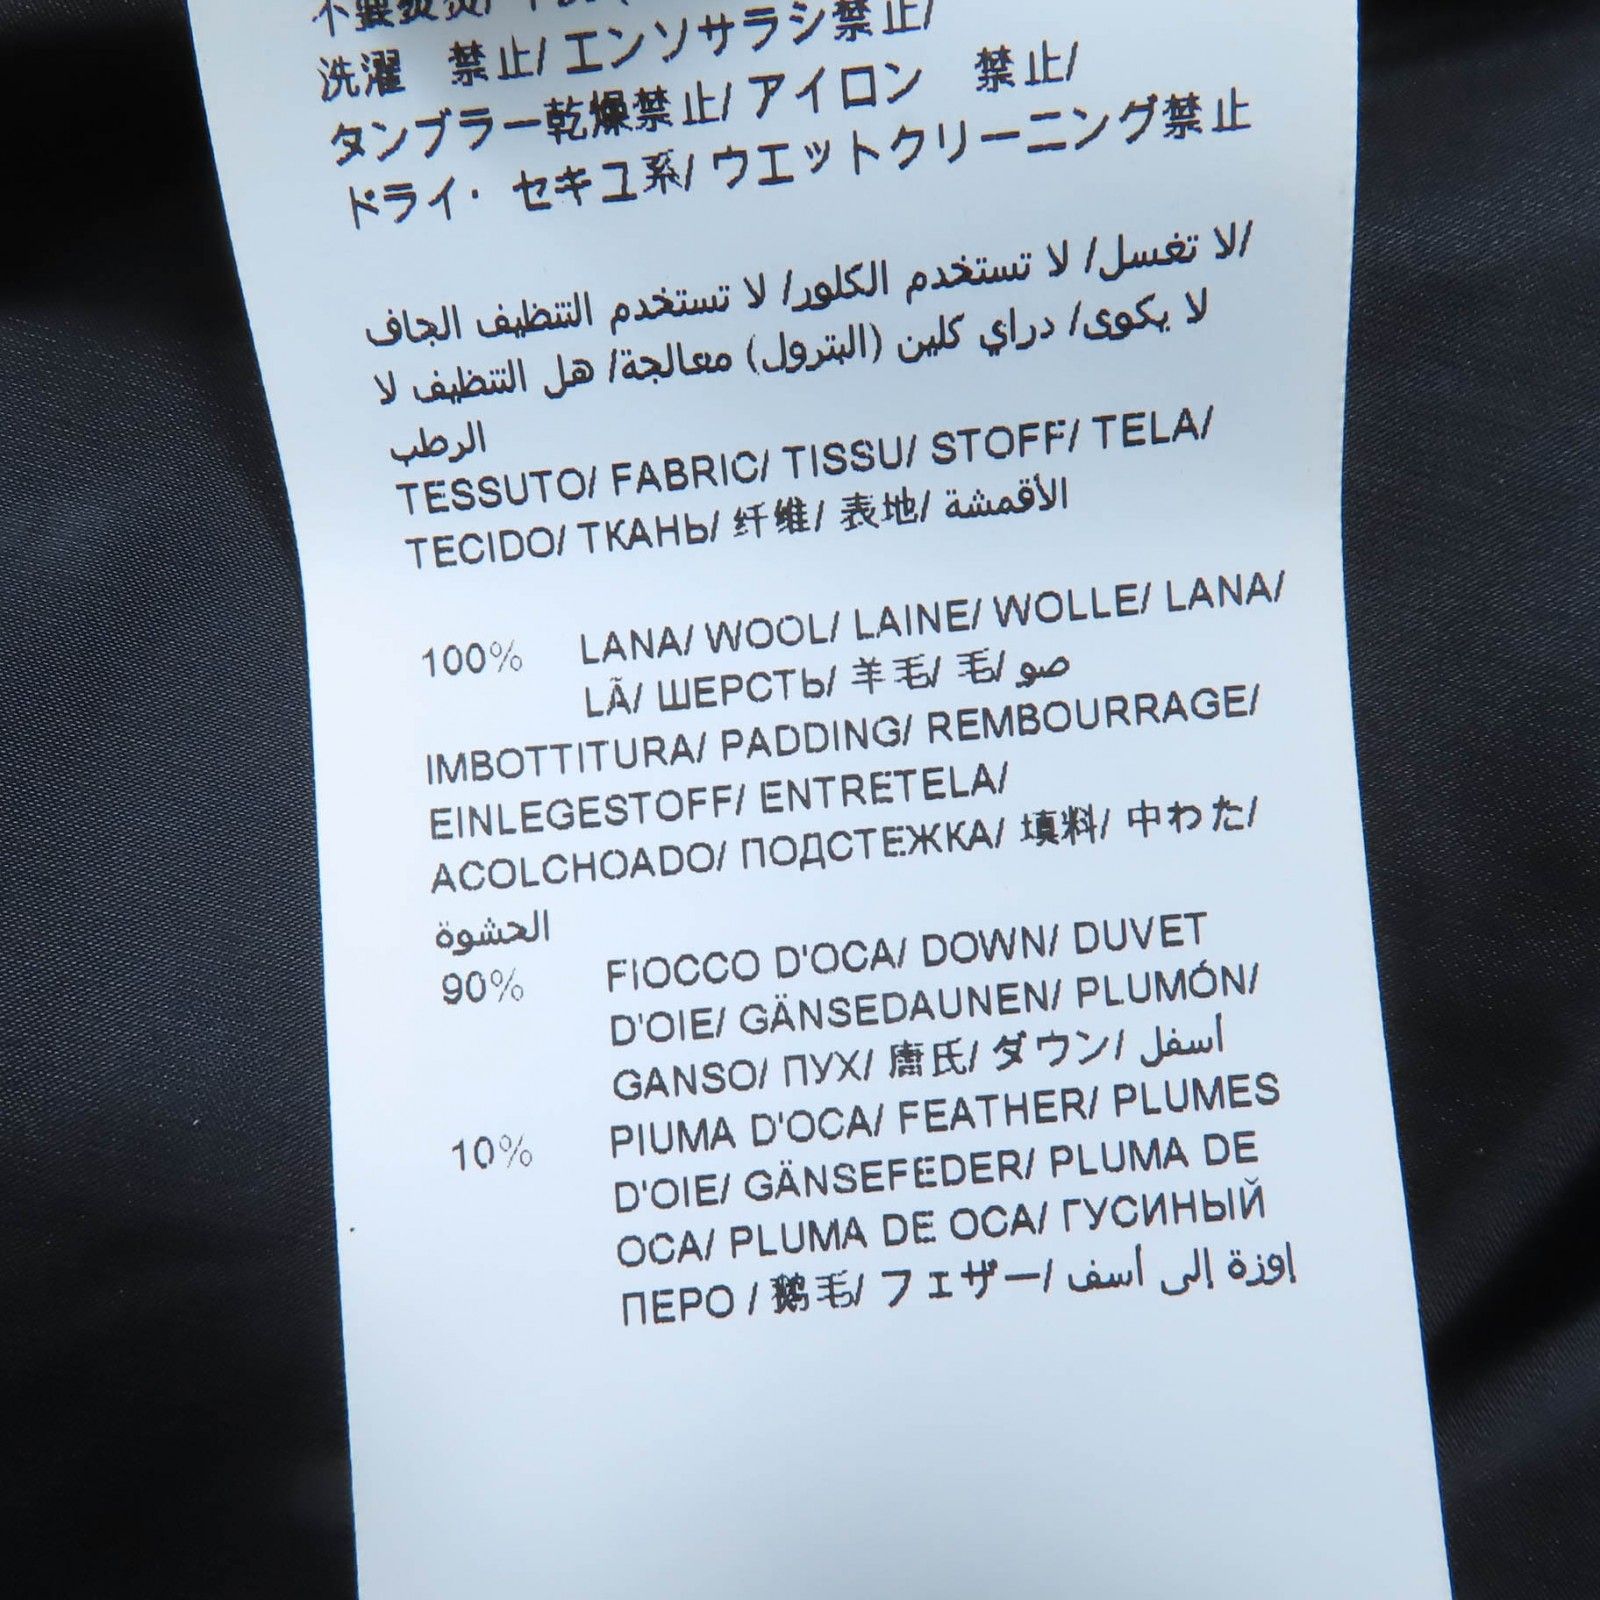 洗濯 禁止/ エンソサラシ禁止/
タンブラー乾燥禁止/ アイロン 禁止/
ドライ・ セキユ系/ ウエットクリーニング禁止
/لا تغسل/ لا تستخدم الكلور/ لا تستخدم التنظيف الجاف
لا يكوى/ دراي كلين (البترول) معالجة/ هل التنظيف لا
الرطب
TESSUTO/ FABRIC/ TISSU/ STOFF/ TELA/
TECIDO/ ТКАНЬ/ 纤维/ 表地/ الأقمشة
100% LANA/ WOOL/ LAINE/ WOLLE/ LANA/
LÃ/ ШЕРСТЬ/ 羊毛/ 毛/ صو
IMBOTTITURA/ PADDING/ REMBOURRAGE/
EINLEGESTOFF/ ENTRETELA/
ACOLCHOADO/ ПОДСТЕЖКА/ 填料/ 中わた/
الحشوة
90% FIOCCO D'OCA/ DOWN/ DUVET
D'OIE/ GÄNSEDAUNEN/ PLUMÓN/
GANSO/ ПУХ/ 唐氏/ ダウン/ أسفل
10% PIUMA D'OCA/ FEATHER/ PLUMES
D'OIE/ GÄNSEFEDER/ PLUMA DE
OCA/ PLUMA DE OCA/ ГУСИНЫЙ
ПЕРО / 鹅毛/ フェザー/ إوزة إلى أسف